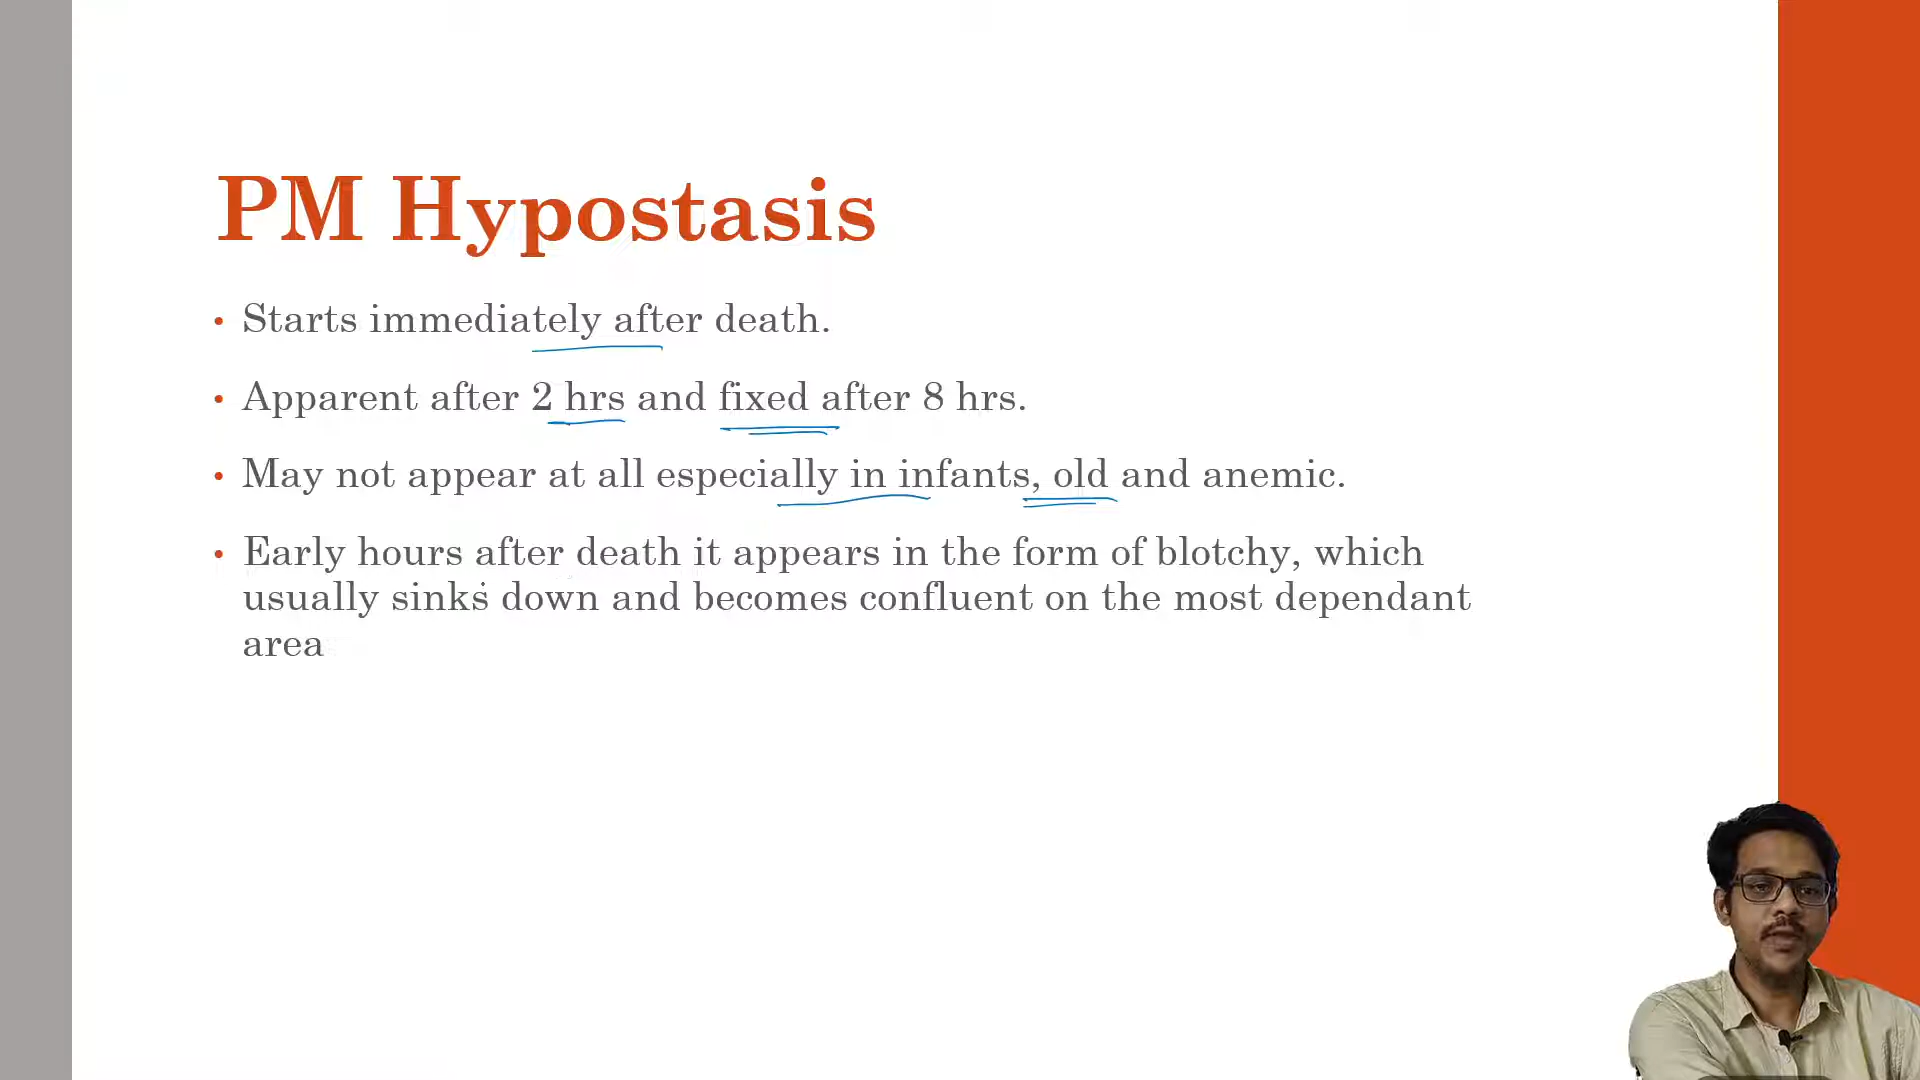 PM Hypostasis
• Starts immediately after death.
• Apparent after 2 hrs and fixed after 8 hrs.
• May not appear at all especially in infants, old and anemic.
• Early hours after death it appears in the form of blotchy, which
usually sinks down and becomes confluent on the most dependant
area